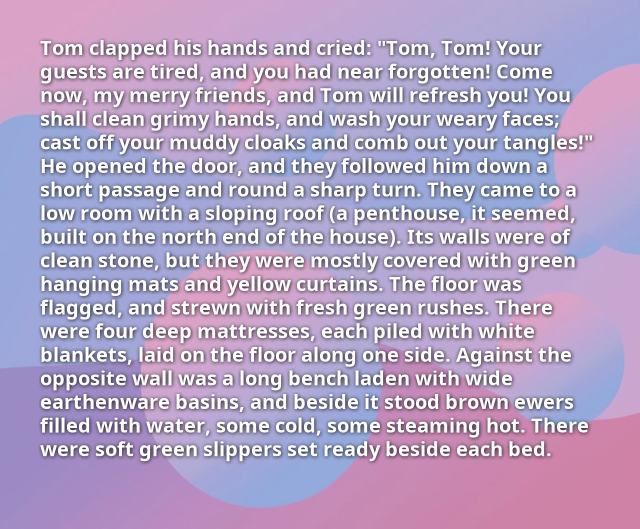 Tom clapped his hands and cried: "Tom, Tom! Your
guests are tired, and you had near forgotten! Come
now, my merry friends, and Tom will refresh you! You
shall clean grimy hands, and wash your weary faces;
cast off your muddy cloaks and comb out your tangles!"
He opened the door, and they followed him down a
short passage and round a sharp turn. They came to a
low room with a sloping roof (a penthouse, it seemed,
built on the north end of the house). Its walls were of
clean stone, but they were mostly covered with green
hanging mats and yellow curtains. The floor was
flagged, and strewn with fresh green rushes. There
were four deep mattresses, each piled with white
blankets, laid on the floor along one side. Against the
opposite wall was a long bench laden with wide
earthenware basins, and beside it stood brown ewers
filled with water, some cold, some steaming hot. There
were soft green slippers set ready beside each bed.